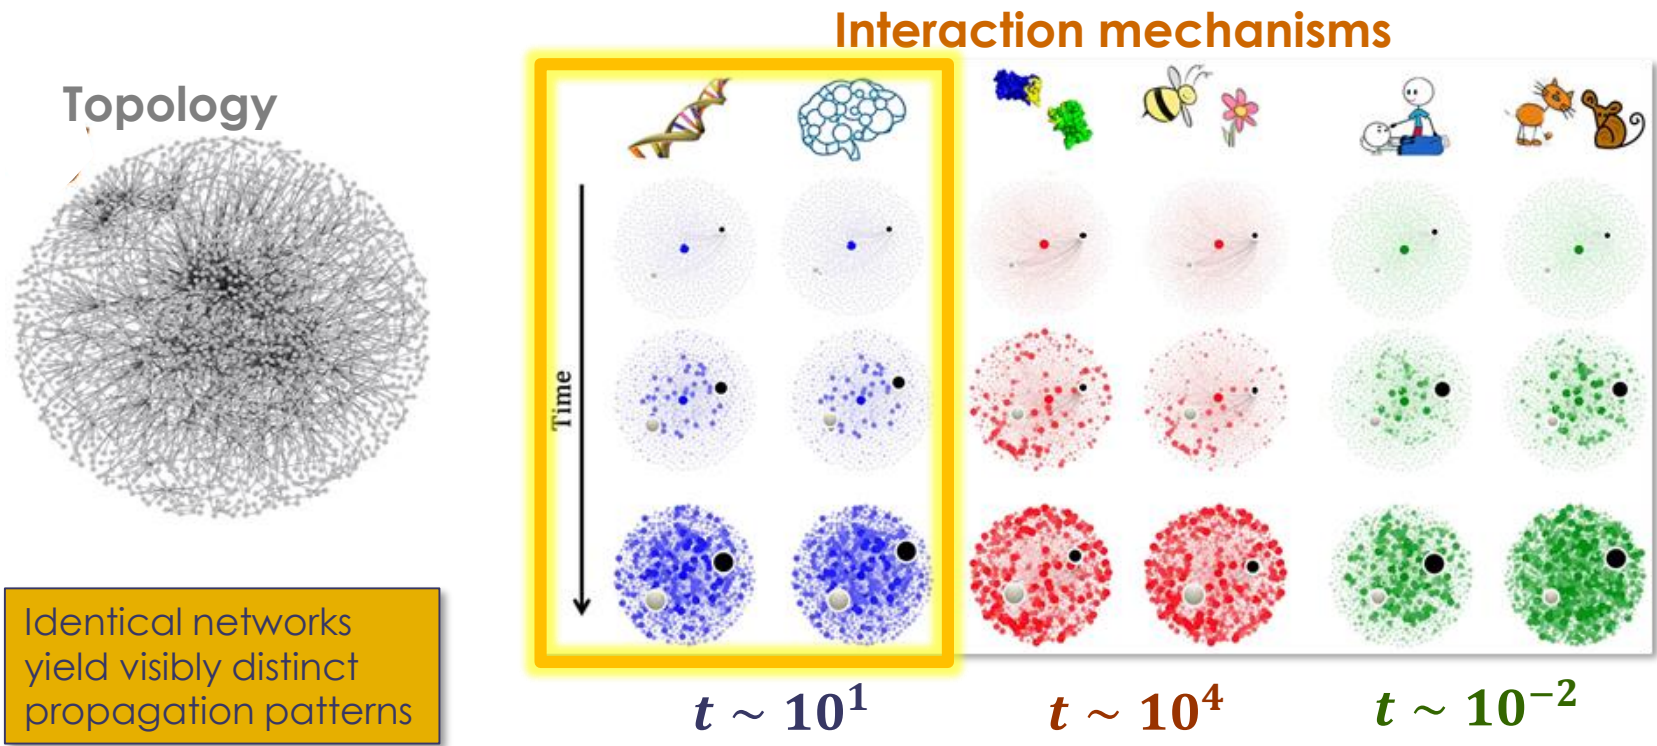 Interaction mechanisms
Topology
Time
Identical networks
yield visibly distinct
propagation patterns
t ~ 10¹
t ~ 10⁴
t ~ 10⁻²